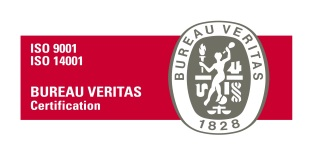 ISO 9001
ISO 14001
BUREAU VERITAS
Certification
BUREAU VERITAS
1828